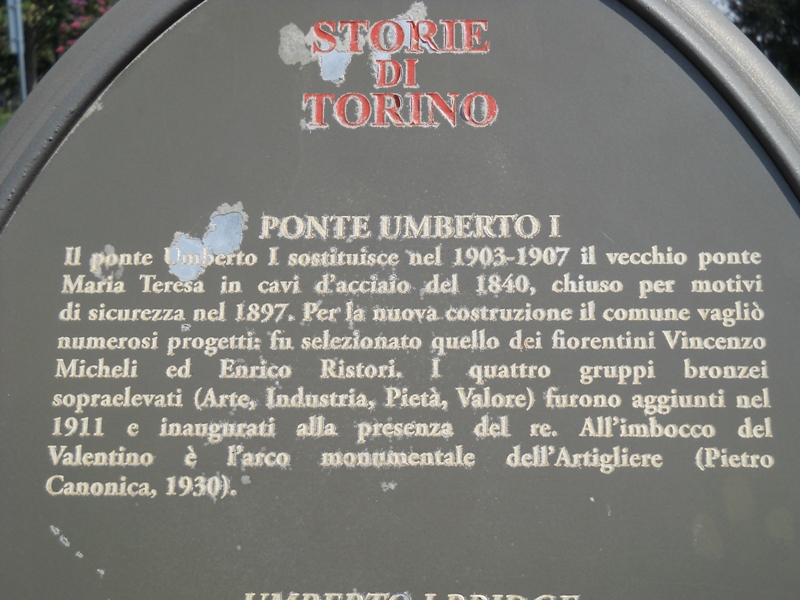 STORIE
DI
TORINO
PONTE UMBERTO I
Il ponte Umberto I sostituisce nel 1903-1907 il vecchio ponte
Maria Teresa in cavi d'acciaio del 1840, chiuso per motivi
di sicurezza nel 1897. Per la nuova costruzione il comune vagliò
numerosi progetti: fu selezionato quello dei fiorentini Vincenzo
Micheli ed Enrico Ristori. I quattro gruppi bronzei
sopraelevati (Arte, Industria, Pietà, Valore) furono aggiunti nel
1911 e inaugurati alla presenza del re. All'imbocco del
Valentino è l'arco monumentale dell'Artigliere (Pietro
Canonica, 1930).
UMBERTO I BRIDGE